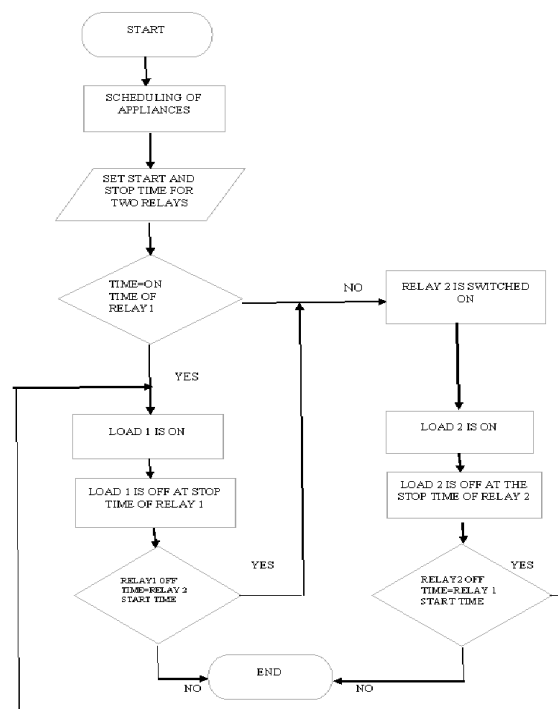 START
SCHEDULING OF
APPLIANCES
SET START AND
STOP TIME FOR
TWO RELAYS
TIME=ON
TIME OF
RELAY 1
NO
RELAY 2 IS SWITCHED
ON
YES
LOAD 1 IS ON
LOAD 2 IS ON
LOAD 1 IS OFF AT STOP
TIME OF RELAY 1
LOAD 2 IS OFF AT THE
STOP TIME OF RELAY 2
YES
YES
RELAY1 OFF
TIME=RELAY 2
START TIME
RELAY2 OFF
TIME=RELAY 1
START TIME
END
NO
NO